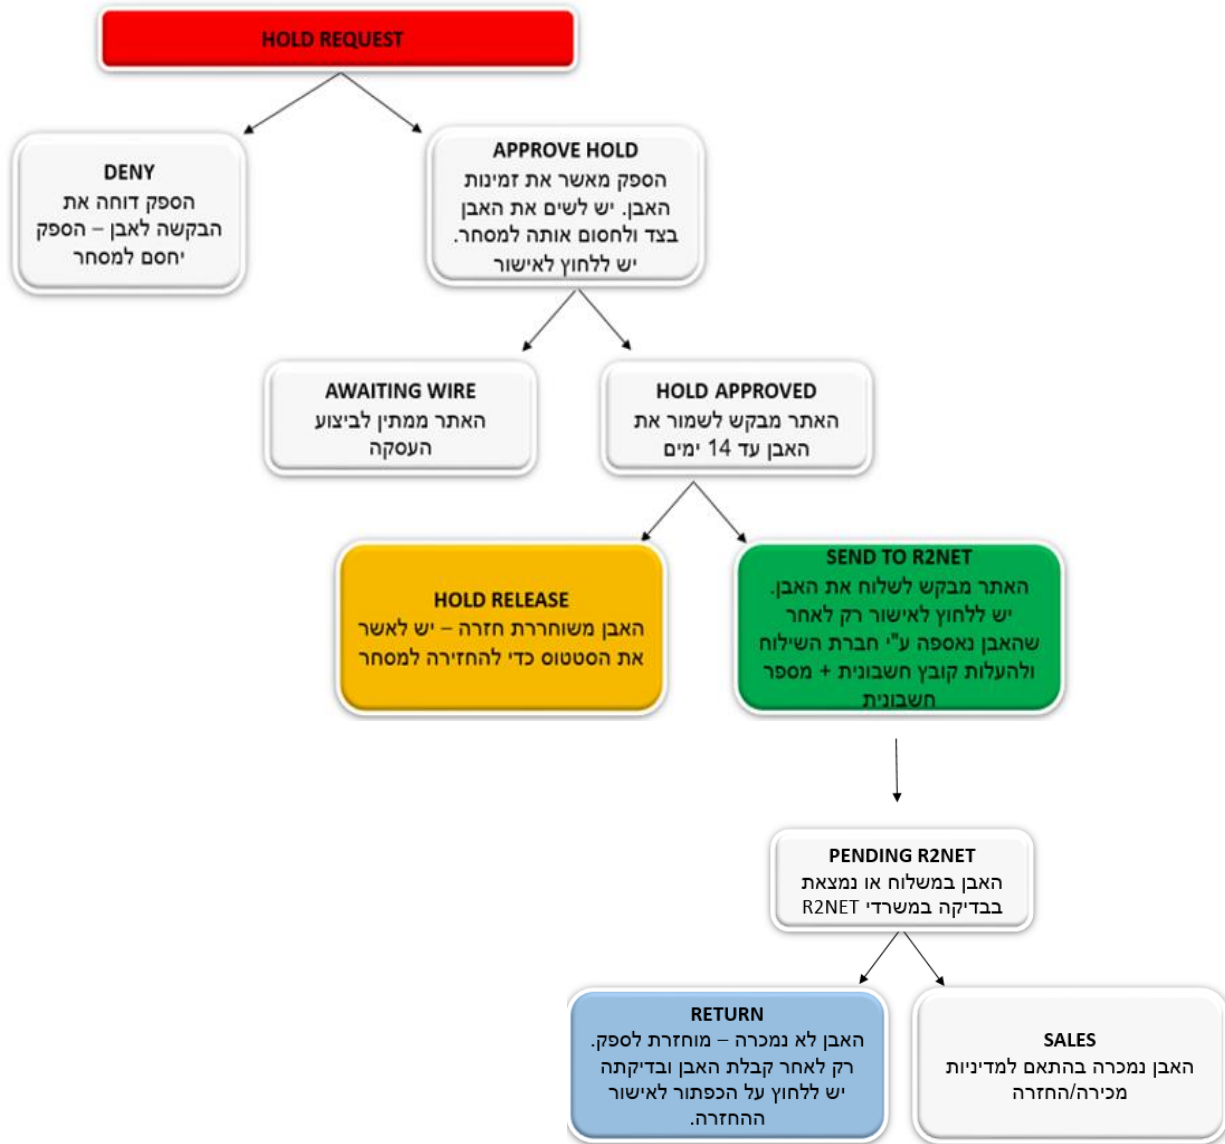 HOLD REQUEST
DENY
הספק דוחה את
הבקשה לאבן – הספק
יחסם למסחר
APPROVE HOLD
הספק מאשר את זמינות
האבן. יש לשים את האבן
בצד ולחסום אותה למסחר.
יש ללחוץ לאישור
AWAITING WIRE
האתר ממתין לביצוע
העסקה
HOLD APPROVED
האתר מבקש לשמור את
האבן עד 14 ימים
HOLD RELEASE
האבן משוחררת חזרה – יש לאשר
את הסטטוס כדי להחזירה למסחר
SEND TO R2NET
האתר מבקש לשלוח את האבן.
יש ללחוץ לאישור רק לאחר
שהאבן נאספה ע"י חברת השילוח
ולהעלות קובץ חשבונית + מספר
חשבונית
PENDING R2NET
האבן במשלוח או נמצאת
בבדיקה במשרדי R2NET
RETURN
האבן לא נמכרה – מוחזרת לספק.
רק לאחר קבלת האבן ובדיקתה
יש ללחוץ על הכפתור לאישור
ההחזרה.
SALES
האבן נמכרה בהתאם למדיניות
מכירה/החזרה